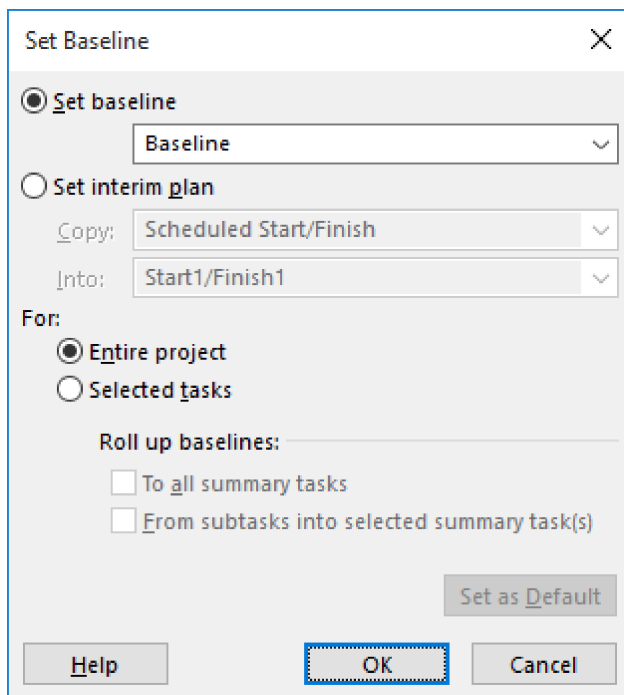 Set Baseline
Set baseline
Baseline
Set interim plan
Copy: Scheduled Start/Finish
Into: Start1/Finish1
For:
Entire project
Selected tasks
Roll up baselines:
To all summary tasks
From subtasks into selected summary task(s)
Set as Default
Help OK Cancel